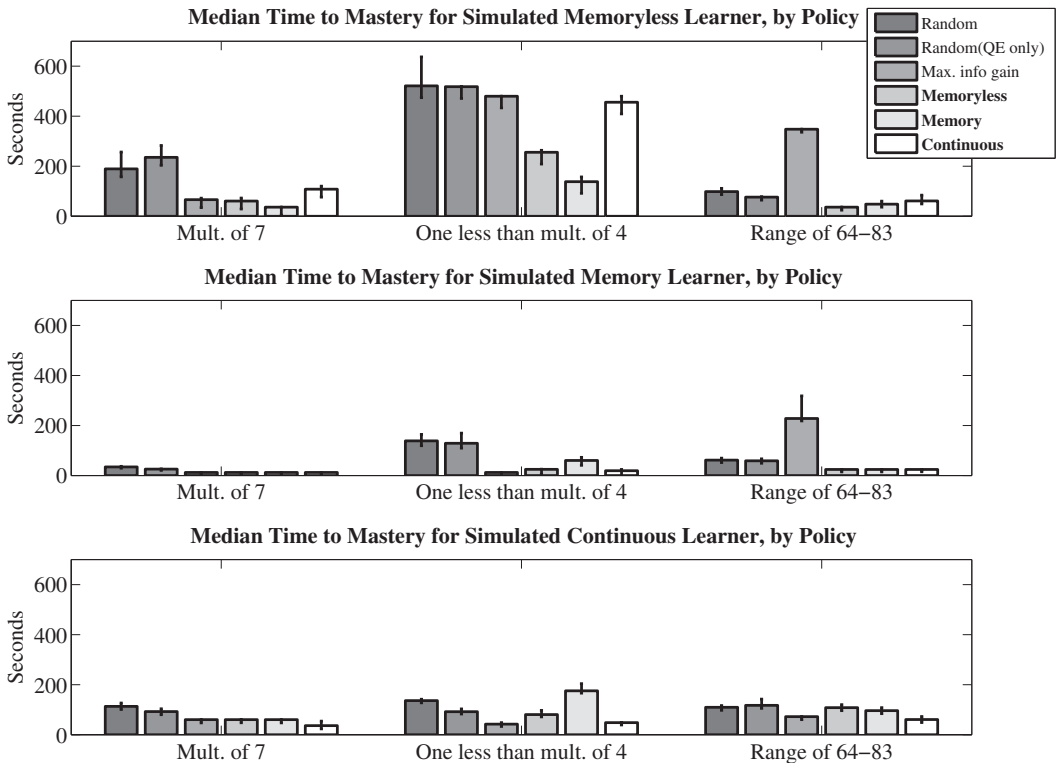 Median Time to Mastery for Simulated Memoryless Learner, by Policy
Random
Random(QE only)
Max. info gain
Memoryless
Memory
Continuous
Seconds
600
400
200
0
Mult. of 7
One less than mult. of 4
Range of 64−83
Median Time to Mastery for Simulated Memory Learner, by Policy
Seconds
600
400
200
0
Mult. of 7
One less than mult. of 4
Range of 64−83
Median Time to Mastery for Simulated Continuous Learner, by Policy
Seconds
600
400
200
0
Mult. of 7
One less than mult. of 4
Range of 64−83